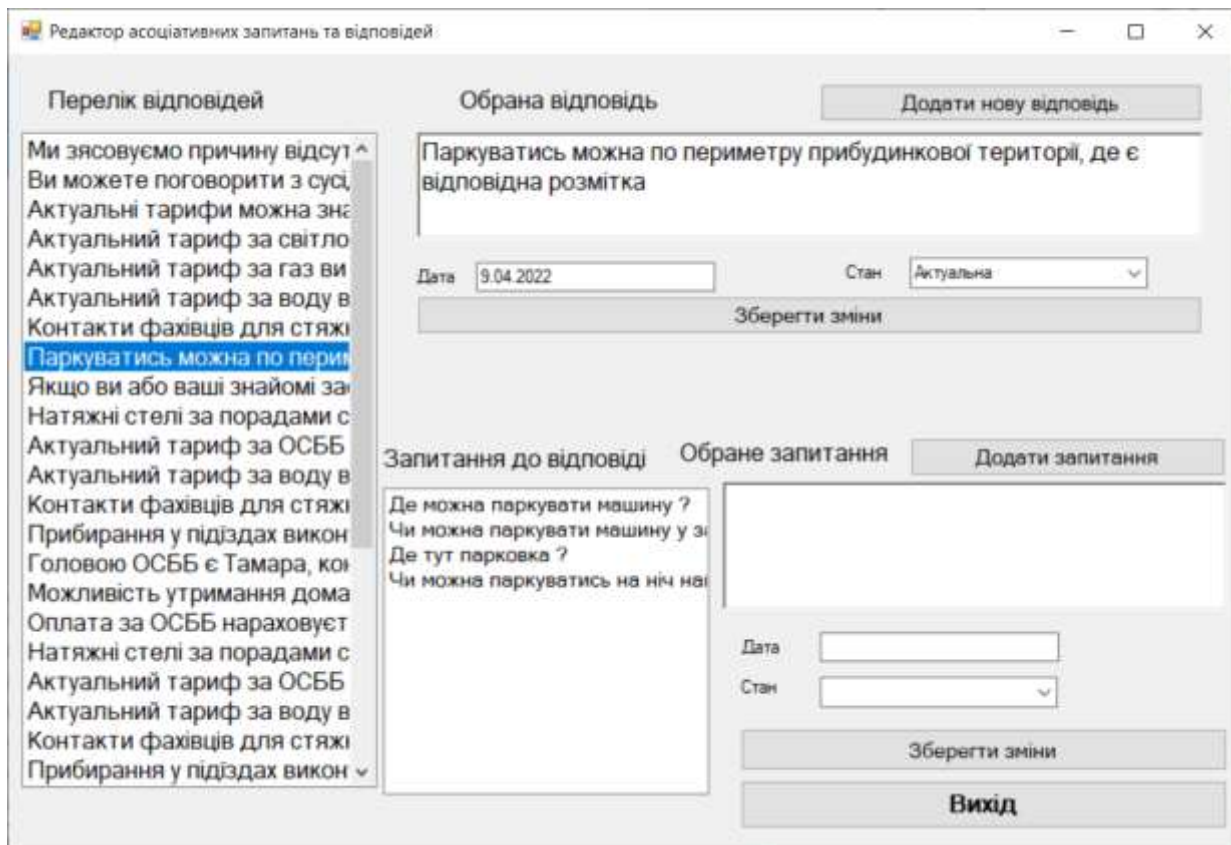 Редактор асоціативних запитань та відповідей
Перелік відповідей
Обрана відповідь
Додати нову відповідь
Ми зясовуємо причину відсут
Ви можете поговорити з сусі,
Актуальні тарифи можна зна
Актуальний тариф за світло
Актуальний тариф за газ ви
Актуальний тариф за воду в
Контакти фахівців для стяж
Паркуватись можна по перим
Якщо ви або ваші знайомі за
Натяжні стелі за порадами с
Актуальний тариф за ОСББ
Актуальний тариф за воду в
Контакти фахівців для стяж
Прибирання у підїздах викон
Головою ОСББ є Тамара, кон
Можливість утримання дома
Оплата за ОСББ нараховуєт
Натяжні стелі за порадами с
Актуальний тариф за ОСББ
Актуальний тариф за воду в
Контакти фахівців для стяж
Прибирання у підїздах викон
Паркуватись можна по периметру прибудинкової території, де є
відповідна розмітка
Дата 9.04.2022
Стан Актуальна
Зберегти зміни
Запитання до відповіді
Обране запитання
Додати запитання
Де можна паркувати машину ?
Чи можна паркувати машину у за
Де тут парковка ?
Чи можна паркуватись на ніч нав
Дата
Стан
Зберегти зміни
Вихід